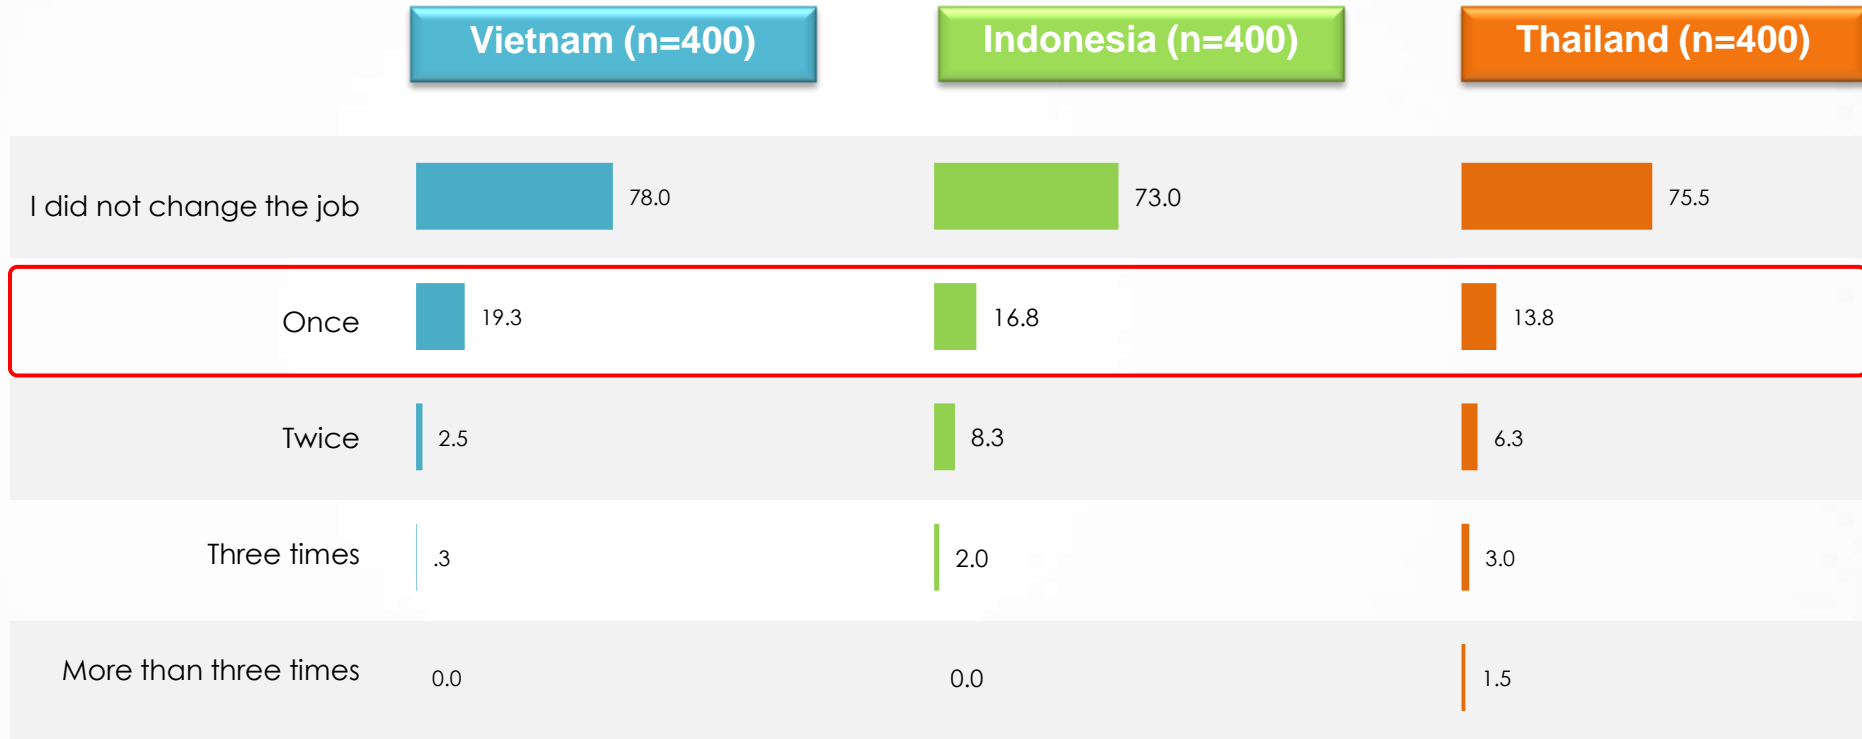 Vietnam (n=400) Indonesia (n=400) Thailand (n=400)
I did not change the job 78.0 73.0 75.5
Once 19.3 16.8 13.8
Twice 2.5 8.3 6.3
Three times .3 2.0 3.0
More than three times 0.0 0.0 1.5